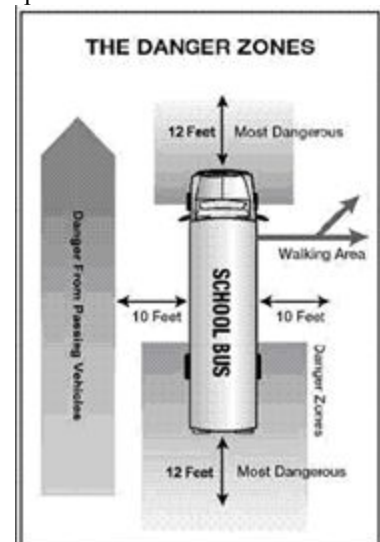 THE DANGER ZONES
12 Feet Most Dangerous
Walking Area
Danger From Passing Vehicles
SCHOOL BUS
10 Feet
10 Feet
Danger Zones
12 Feet Most Dangerous